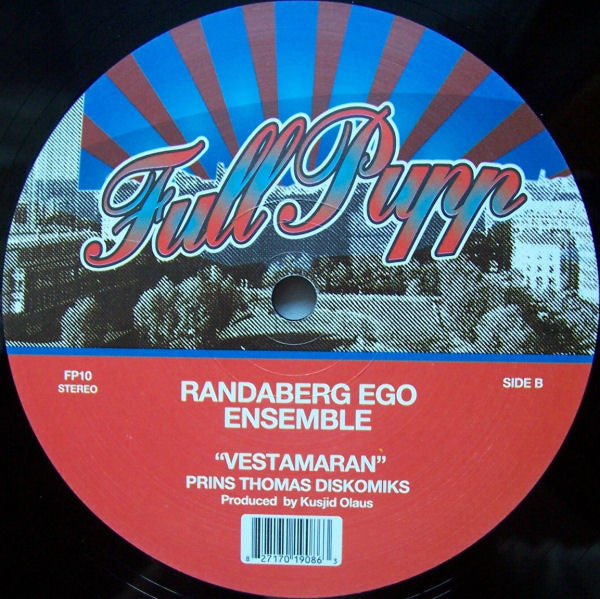 Full Pupp
FP10
STEREO
SIDE B
RANDABERG EGO
ENSEMBLE
“VESTAMARAN”
PRINS THOMAS DISKOMIKS
Produced by Kusjid Olaus
8 27170 19086 3